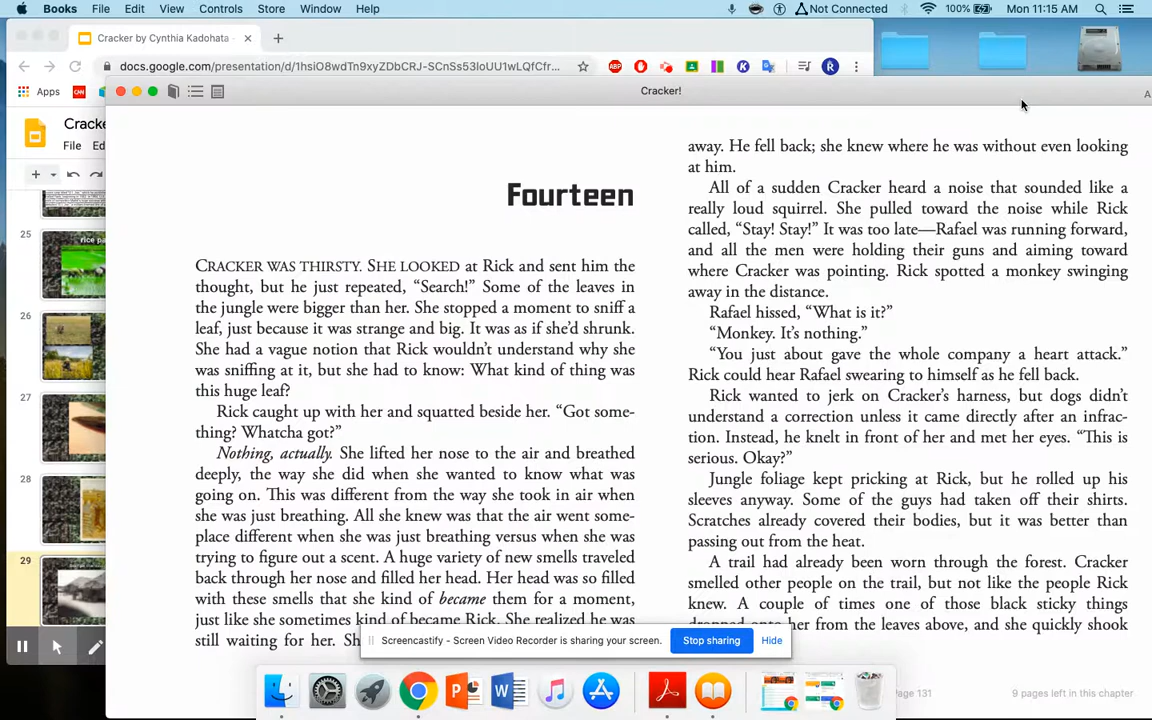 Books File Edit View Controls Store Window Help Not Connected 100% Mon 11:15 AM
Cracker by Cynthia Kadohata -
docs.google.com/presentation/d/1hsiO8wdTn9xyZDbCRJ-SCnSs53IoUU1wLQfCfr...
ABP K R
Apps CNN
Cracker!
A
Cracke
File Ed
25
rice pa
26
27
28
29
Fourteen
CRACKER WAS THIRSTY. SHE LOOKED at Rick and sent him the
thought, but he just repeated, “Search!” Some of the leaves in
the jungle were bigger than her. She stopped a moment to sniff a
leaf, just because it was strange and big. It was as if she’d shrunk.
She had a vague notion that Rick wouldn’t understand why she
was sniffing at it, but she had to know: What kind of thing was
this huge leaf?
Rick caught up with her and squatted beside her. “Got some-
thing? Whatcha got?”
Nothing, actually. She lifted her nose to the air and breathed
deeply, the way she did when she wanted to know what was
going on. This was different from the way she took in air when
she was just breathing. All she knew was that the air went some-
place different when she was just breathing versus when she was
trying to figure out a scent. A huge variety of new smells traveled
back through her nose and filled her head. Her head was so filled
with these smells that she kind of became them for a moment,
just like she sometimes kind of became Rick. She realized he was
still waiting for her. Sh
away. He fell back; she knew where he was without even looking
at him.
All of a sudden Cracker heard a noise that sounded like a
really loud squirrel. She pulled toward the noise while Rick
called, “Stay! Stay!” It was too late—Rafael was running forward,
and all the men were holding their guns and aiming toward
where Cracker was pointing. Rick spotted a monkey swinging
away in the distance.
Rafael hissed, “What is it?”
“Monkey. It’s nothing.”
“You just about gave the whole company a heart attack.”
Rick could hear Rafael swearing to himself as he fell back.
Rick wanted to jerk on Cracker’s harness, but dogs didn’t
understand a correction unless it came directly after an infrac-
tion. Instead, he knelt in front of her and met her eyes. “This is
serious. Okay?”
Jungle foliage kept pricking at Rick, but he rolled up his
sleeves anyway. Some of the guys had taken off their shirts.
Scratches already covered their bodies, but it was better than
passing out from the heat.
A trail had already been worn through the forest. Cracker
smelled other people on the trail, but not like the people Rick
knew. A couple of times one of those black sticky things
dropped onto her from the leaves above, and she quickly shook
Screencastify - Screen Video Recorder is sharing your screen. Stop sharing Hide
Page 131
9 pages left in this chapter